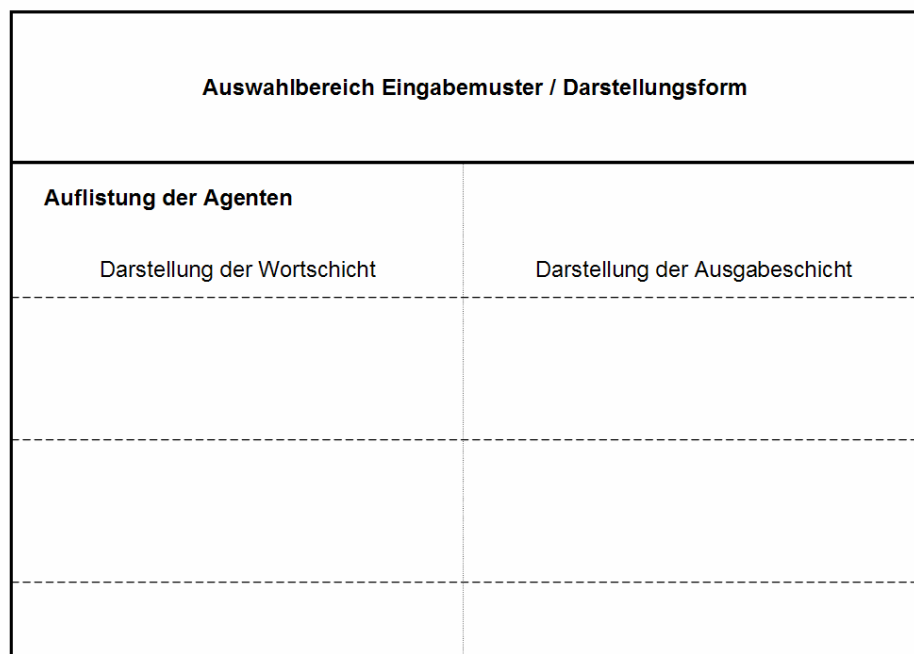 Auswahlbereich Eingabemuster / Darstellungsform
Auflistung der Agenten
Darstellung der Wortschicht
Darstellung der Ausgabeschicht